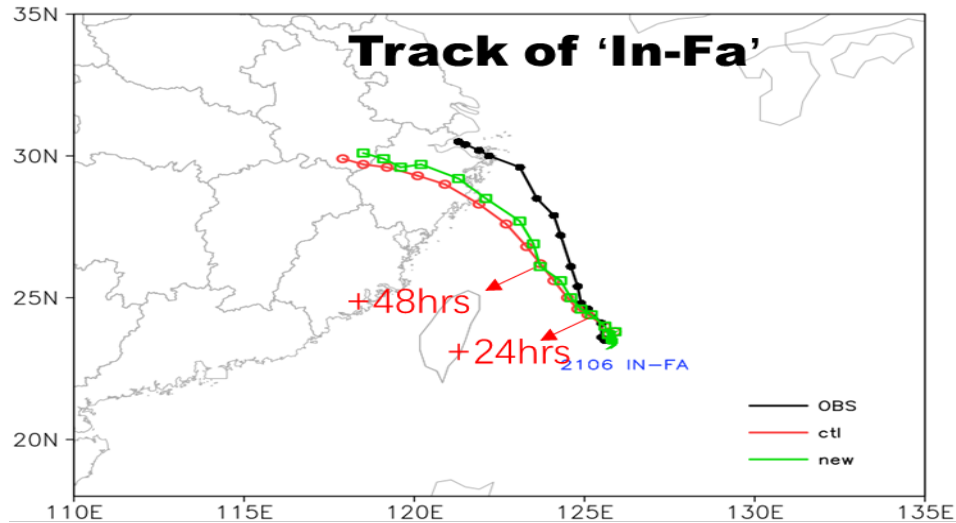 35N
Track of ‘In-Fa’
30N
25N
+48hrs
+24hrs
2106 IN-FA
OBS
ctl
new
20N
110E 115E 120E 125E 130E 135E